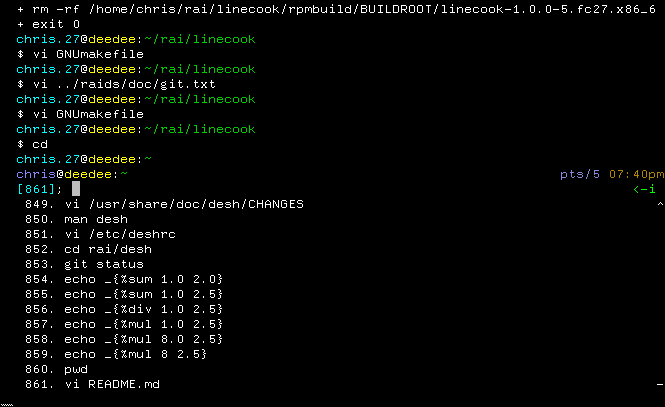 + rm -rf /home/chris/rai/linecook/rpmbuild/BUILDROOT/linecook-1.0.0-5.fc27.x86_6
+ exit 0
chris.27@deedee:~/rai/linecook
$ vi GNUmakefile
chris.27@deedee:~/rai/linecook
$ vi ../raids/doc/git.txt
chris.27@deedee:~/rai/linecook
$ vi GNUmakefile
chris.27@deedee:~/rai/linecook
$ cd
chris.27@deedee:~
chris@deedee:~ pts/5 07:40pm
[861]; <-i
849. vi /usr/share/doc/desh/CHANGES ^
850. man desh
851. vi /etc/deshrc
852. cd rai/desh
853. git status
854. echo _{%sum 1.0 2.0}
855. echo _{%sum 1.0 2.5}
856. echo _{%div 1.0 2.5}
857. echo _{%mul 1.0 2.5}
858. echo _{%mul 8.0 2.5}
859. echo _{%mul 8 2.5}
860. pwd
861. vi README.md -